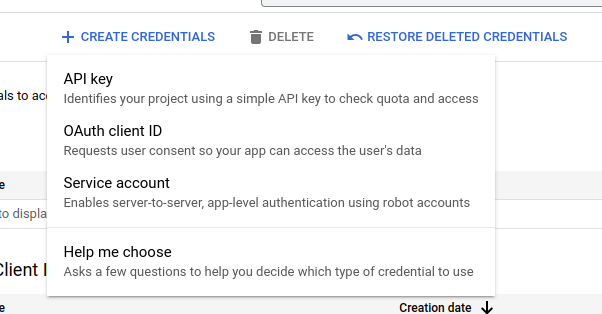 CREATE CREDENTIALS DELETE RESTORE DELETED CREDENTIALS
API key
als to acc
Identifies your project using a simple API key to check quota and access
OAuth client ID
Requests user consent so your app can access the user's data
Service account
e
Enables server-to-server, app-level authentication using robot accounts
to displa
Help me choose
Client I
Asks a few questions to help you decide which type of credential to use
e Creation date